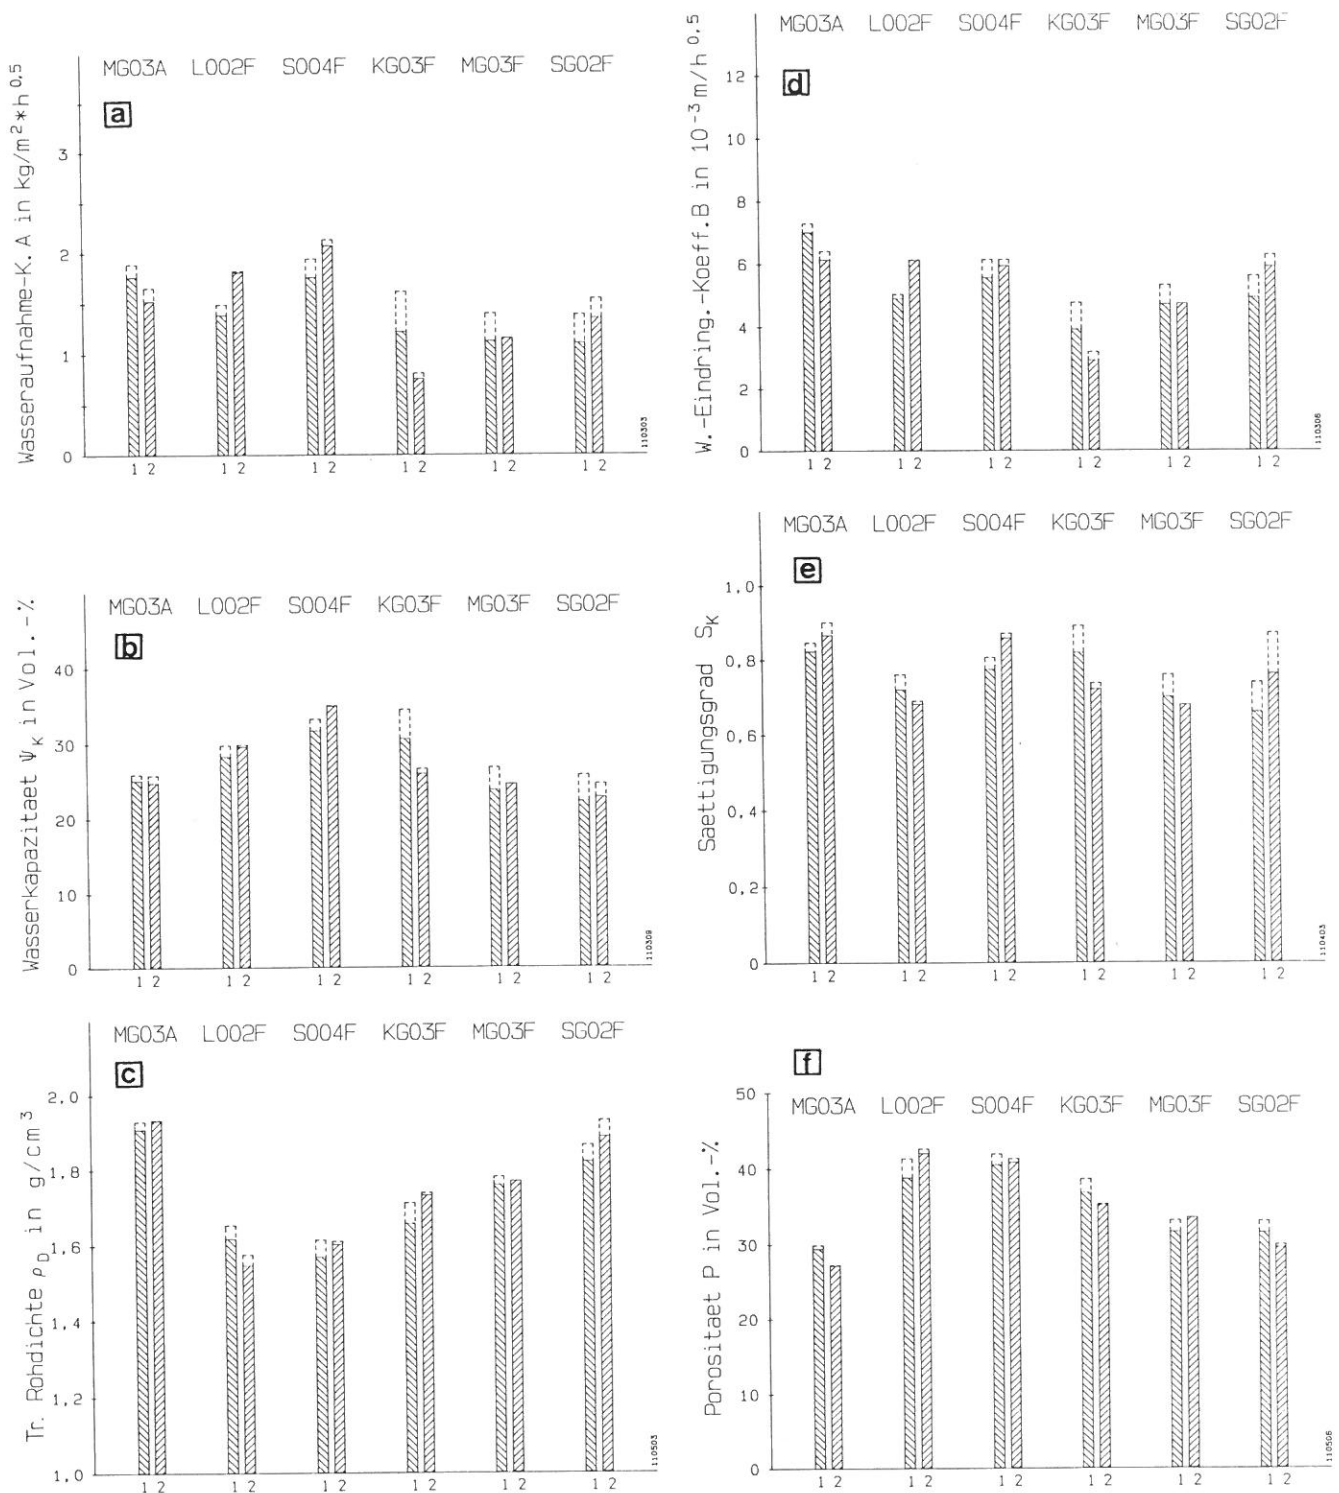 MG03A L002F S004F KG03F MG03F SG02F
a
Wasseraufnahme-K. A in kg/m²*h^0.5
3
2
1
0
1 2 1 2 1 2 1 2 1 2 1 2
110303
MG03A L002F S004F KG03F MG03F SG02F
b
Wasserkapazitaet Ψ_K in Vol.-%
40
30
20
10
0
1 2 1 2 1 2 1 2 1 2 1 2
110309
MG03A L002F S004F KG03F MG03F SG02F
c
Tr. Rohdichte ρ_D in g/cm³
2,0
1,8
1,6
1,4
1,2
1,0
1 2 1 2 1 2 1 2 1 2 1 2
110503
MG03A L002F S004F KG03F MG03F SG02F
d
W.-Eindring.-Koeff.B in 10⁻³m/h^0.5
12
10
8
6
4
2
0
1 2 1 2 1 2 1 2 1 2 1 2
110306
MG03A L002F S004F KG03F MG03F SG02F
e
Saettigungsgrad S_K
1,0
0,8
0,6
0,4
0,2
0
1 2 1 2 1 2 1 2 1 2 1 2
110403
f
MG03A L002F S004F KG03F MG03F SG02F
Porositaet P in Vol.-%
50
40
30
20
10
0
1 2 1 2 1 2 1 2 1 2 1 2
110506